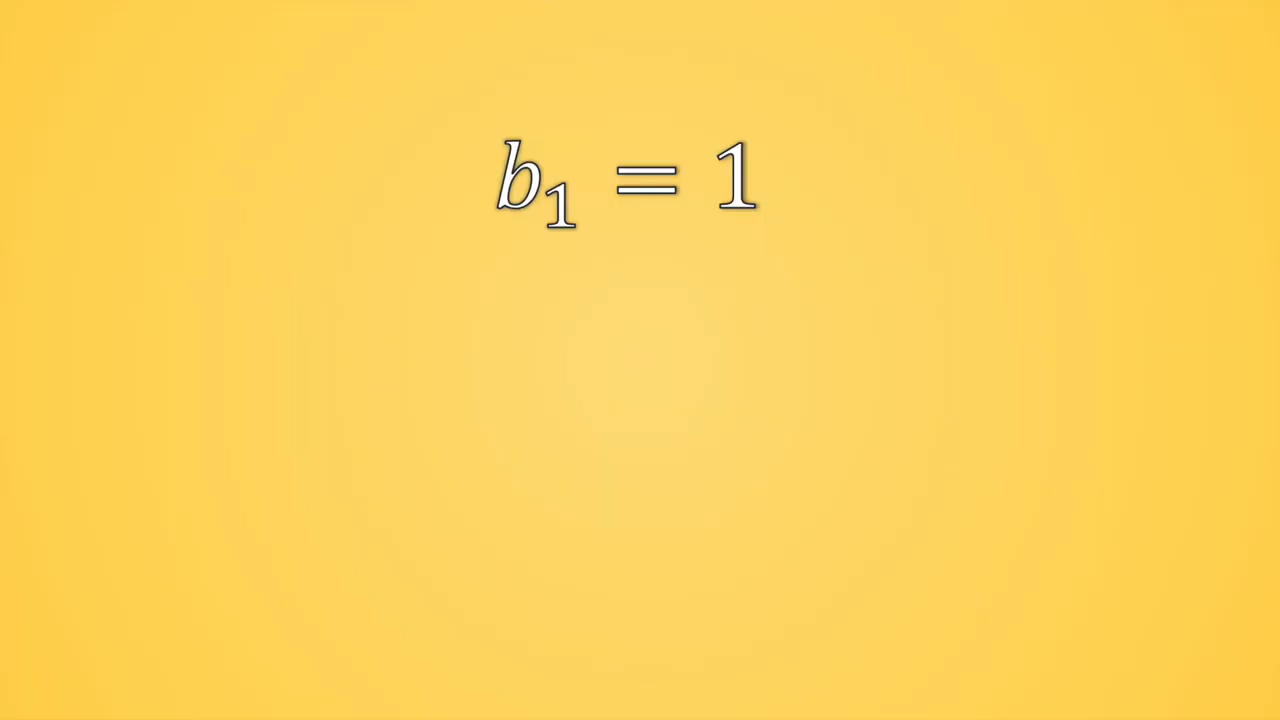 b₁ = 1